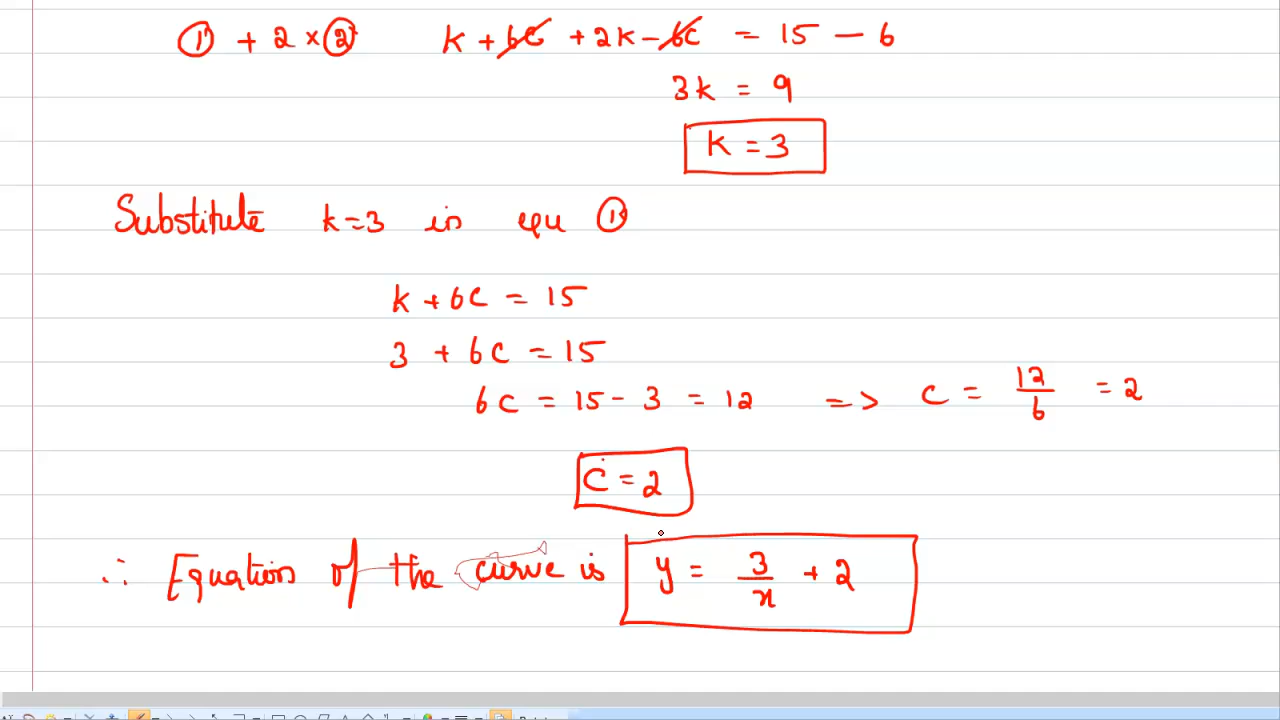 ① + 2 × ② k + 6c + 2k - 6c = 15 - 6
3k = 9
k = 3
Substitute k=3 in equ ①
k + 6c = 15
3 + 6c = 15
6c = 15 - 3 = 12 => c = 12/6 = 2
c = 2
∴ Equation of the curve is y = 3/x + 2